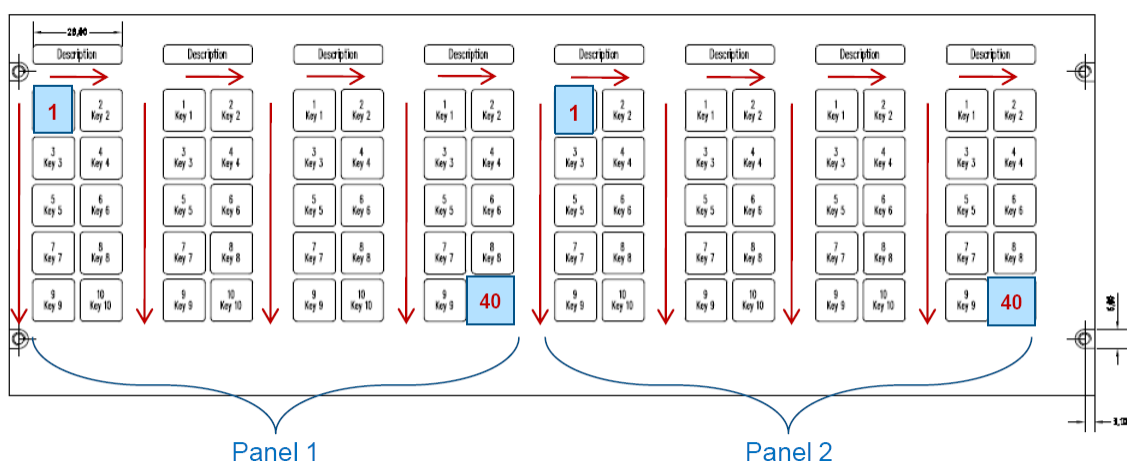 Description Description Description Description Description Description Description Description
1 2 1 2 1 2 1 2 1 2 1 2 1 2 1 2
Key 2 Key 1 Key 2 Key 1 Key 2 Key 1 Key 2 Key 2 Key 1 Key 2 Key 1 Key 2 Key 1 Key 2
3 4 3 4 3 4 3 4 3 4 3 4 3 4 3 4
Key 3 Key 4 Key 3 Key 4 Key 3 Key 4 Key 3 Key 4 Key 3 Key 4 Key 3 Key 4 Key 3 Key 4 Key 3 Key 4
5 6 5 6 5 6 5 6 5 6 5 6 5 6 5 6
Key 5 Key 6 Key 5 Key 6 Key 5 Key 6 Key 5 Key 6 Key 5 Key 6 Key 5 Key 6 Key 5 Key 6 Key 5 Key 6
7 8 7 8 7 8 7 8 7 8 7 8 7 8 7 8
Key 7 Key 8 Key 7 Key 8 Key 7 Key 8 Key 7 Key 8 Key 7 Key 8 Key 7 Key 8 Key 7 Key 8 Key 7 Key 8
9 10 9 10 9 10 9 40 9 10 9 10 9 10 9 40
Key 9 Key 10 Key 9 Key 10 Key 9 Key 10 Key 9 Key 9 Key 10 Key 9 Key 10 Key 9 Key 10 Key 9
Panel 1 Panel 2